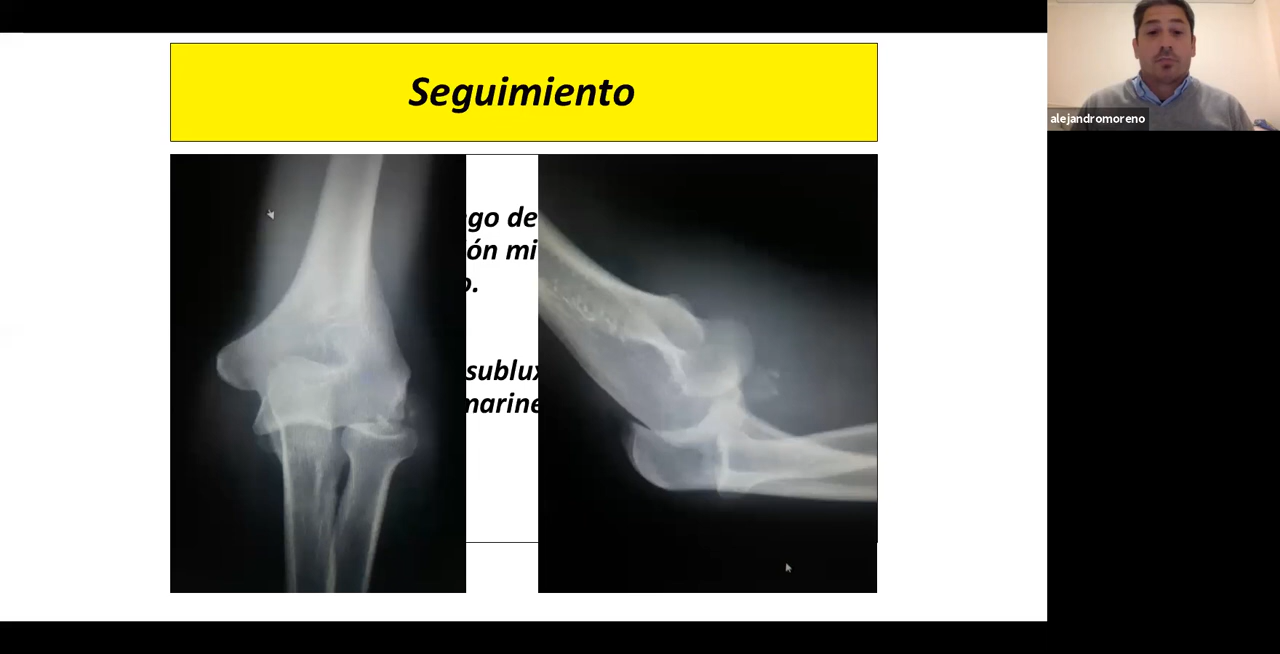 Seguimiento
go de
ón mi
o.
sublux
marine
alejandromoreno